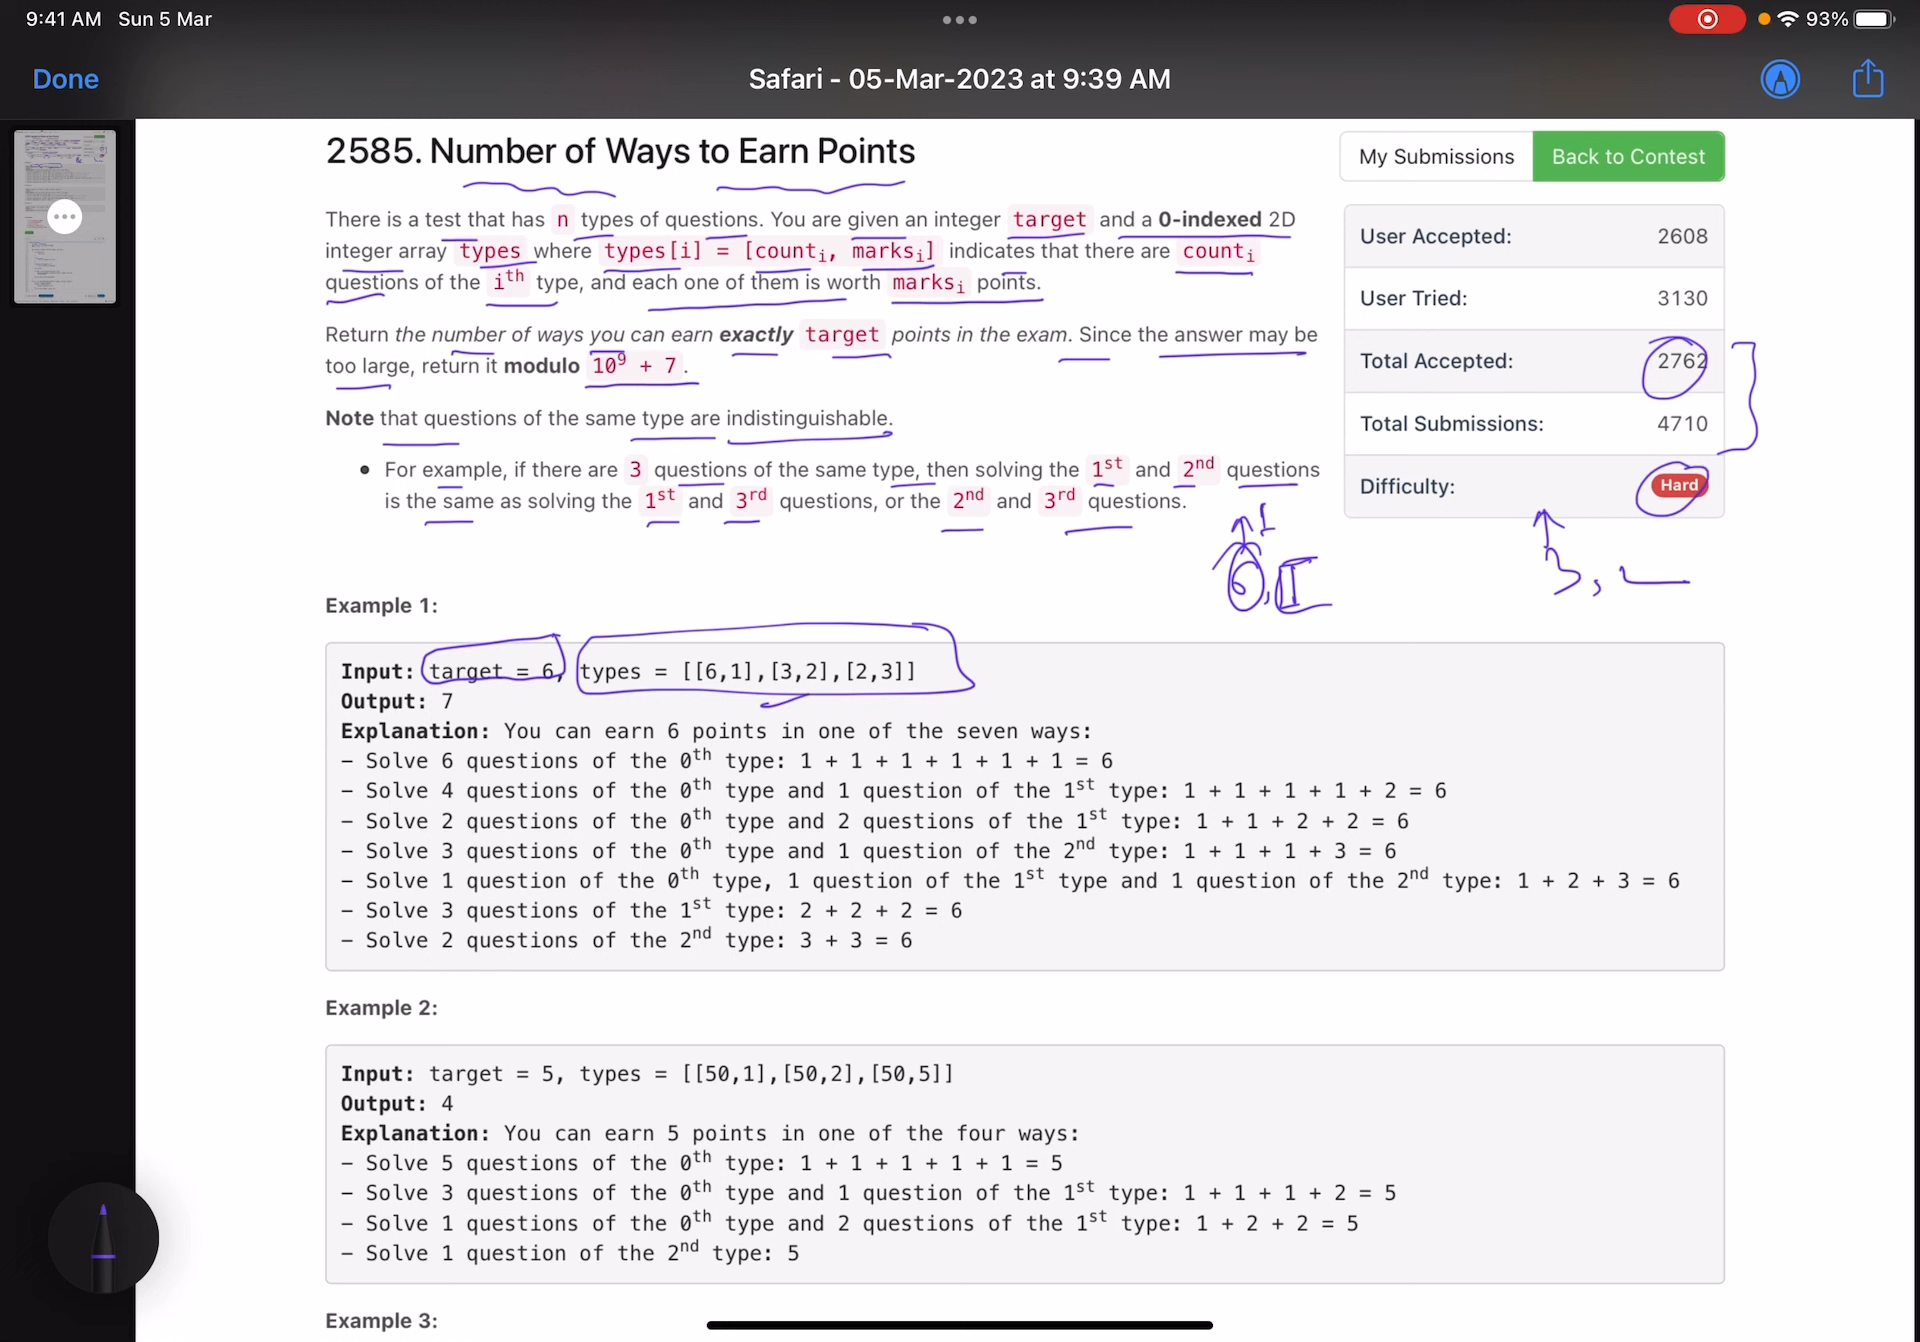 9:41 AM Sun 5 Mar
93%
Done
Safari - 05-Mar-2023 at 9:39 AM
2585. Number of Ways to Earn Points
My Submissions
Back to Contest
There is a test that has n types of questions. You are given an integer target and a 0-indexed 2D
integer array types where types[i] = [countᵢ, marksᵢ] indicates that there are countᵢ
questions of the iᵗʰ type, and each one of them is worth marksᵢ points.
Return the number of ways you can earn exactly target points in the exam. Since the answer may be
too large, return it modulo 10⁹ + 7.
Note that questions of the same type are indistinguishable.
• For example, if there are 3 questions of the same type, then solving the 1ˢᵗ and 2ⁿᵈ questions
is the same as solving the 1ˢᵗ and 3ʳᵈ questions, or the 2ⁿᵈ and 3ʳᵈ questions.
User Accepted: 2608
User Tried: 3130
Total Accepted: 2762
Total Submissions: 4710
Difficulty: Hard
1
6,
3,
Example 1:
Input: target = 6, types = [[6,1],[3,2],[2,3]]
Output: 7
Explanation: You can earn 6 points in one of the seven ways:
- Solve 6 questions of the 0ᵗʰ type: 1 + 1 + 1 + 1 + 1 + 1 = 6
- Solve 4 questions of the 0ᵗʰ type and 1 question of the 1ˢᵗ type: 1 + 1 + 1 + 1 + 2 = 6
- Solve 2 questions of the 0ᵗʰ type and 2 questions of the 1ˢᵗ type: 1 + 1 + 2 + 2 = 6
- Solve 3 questions of the 0ᵗʰ type and 1 question of the 2ⁿᵈ type: 1 + 1 + 1 + 3 = 6
- Solve 1 question of the 0ᵗʰ type, 1 question of the 1ˢᵗ type and 1 question of the 2ⁿᵈ type: 1 + 2 + 3 = 6
- Solve 3 questions of the 1ˢᵗ type: 2 + 2 + 2 = 6
- Solve 2 questions of the 2ⁿᵈ type: 3 + 3 = 6
Example 2:
Input: target = 5, types = [[50,1],[50,2],[50,5]]
Output: 4
Explanation: You can earn 5 points in one of the four ways:
- Solve 5 questions of the 0ᵗʰ type: 1 + 1 + 1 + 1 + 1 = 5
- Solve 3 questions of the 0ᵗʰ type and 1 question of the 1ˢᵗ type: 1 + 1 + 1 + 2 = 5
- Solve 1 questions of the 0ᵗʰ type and 2 questions of the 1ˢᵗ type: 1 + 2 + 2 = 5
- Solve 1 question of the 2ⁿᵈ type: 5
Example 3: